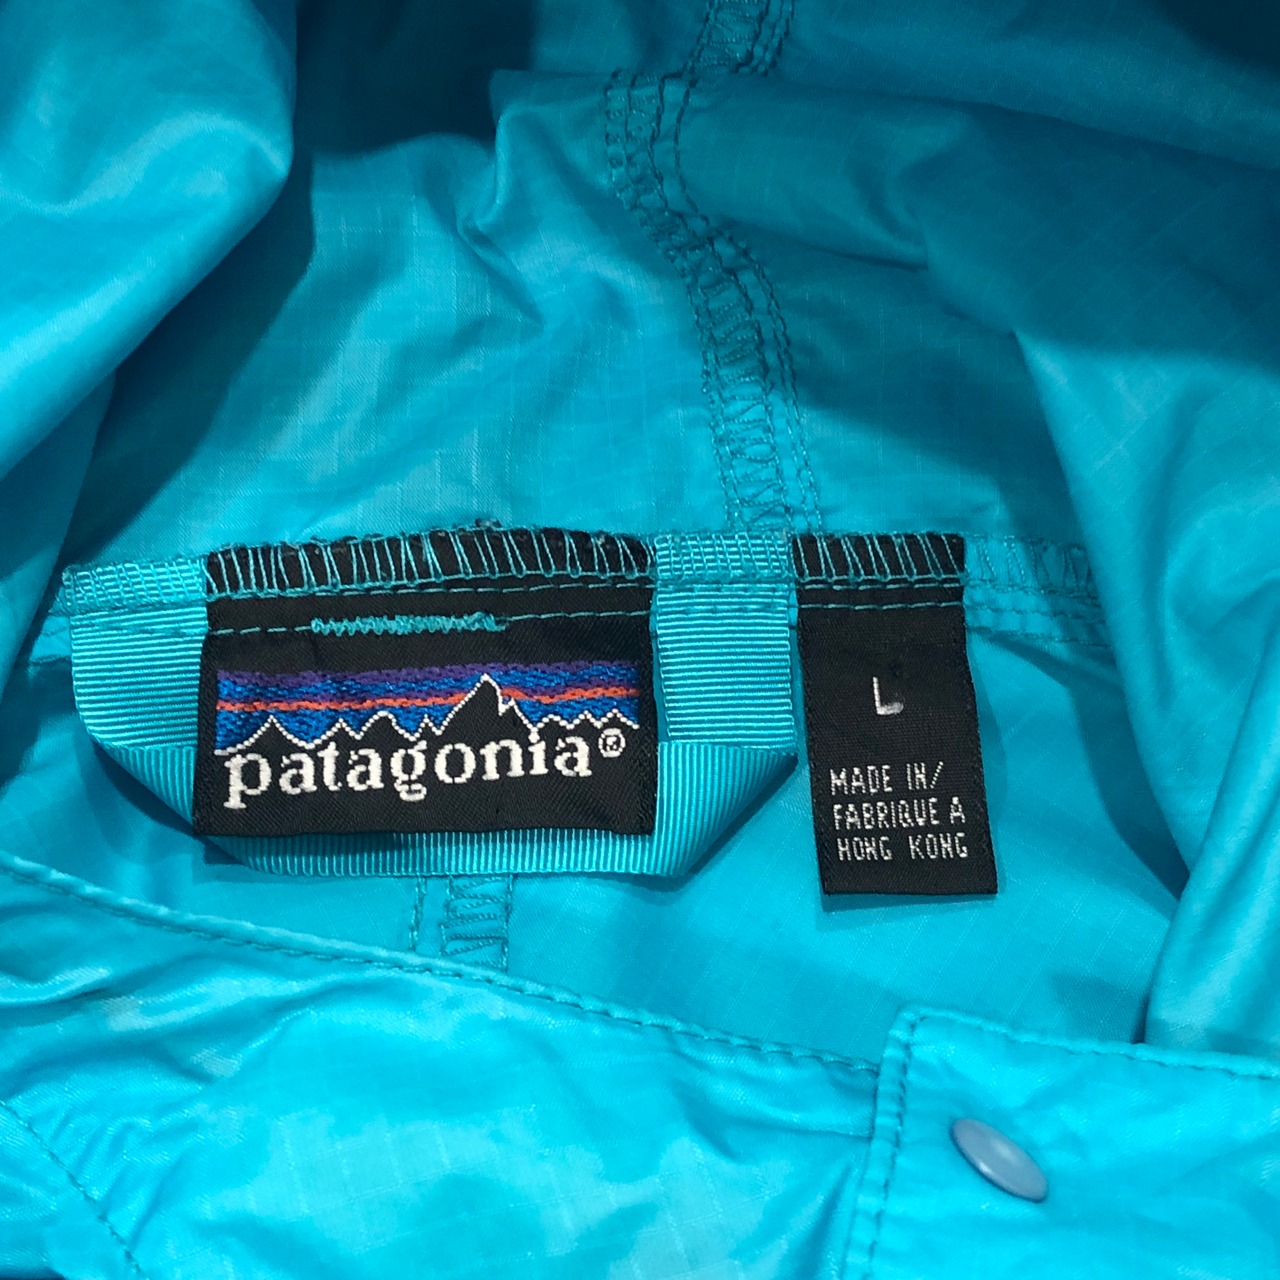 patagonia®
L
MADE IN/
FABRIQUE A
HONG KONG